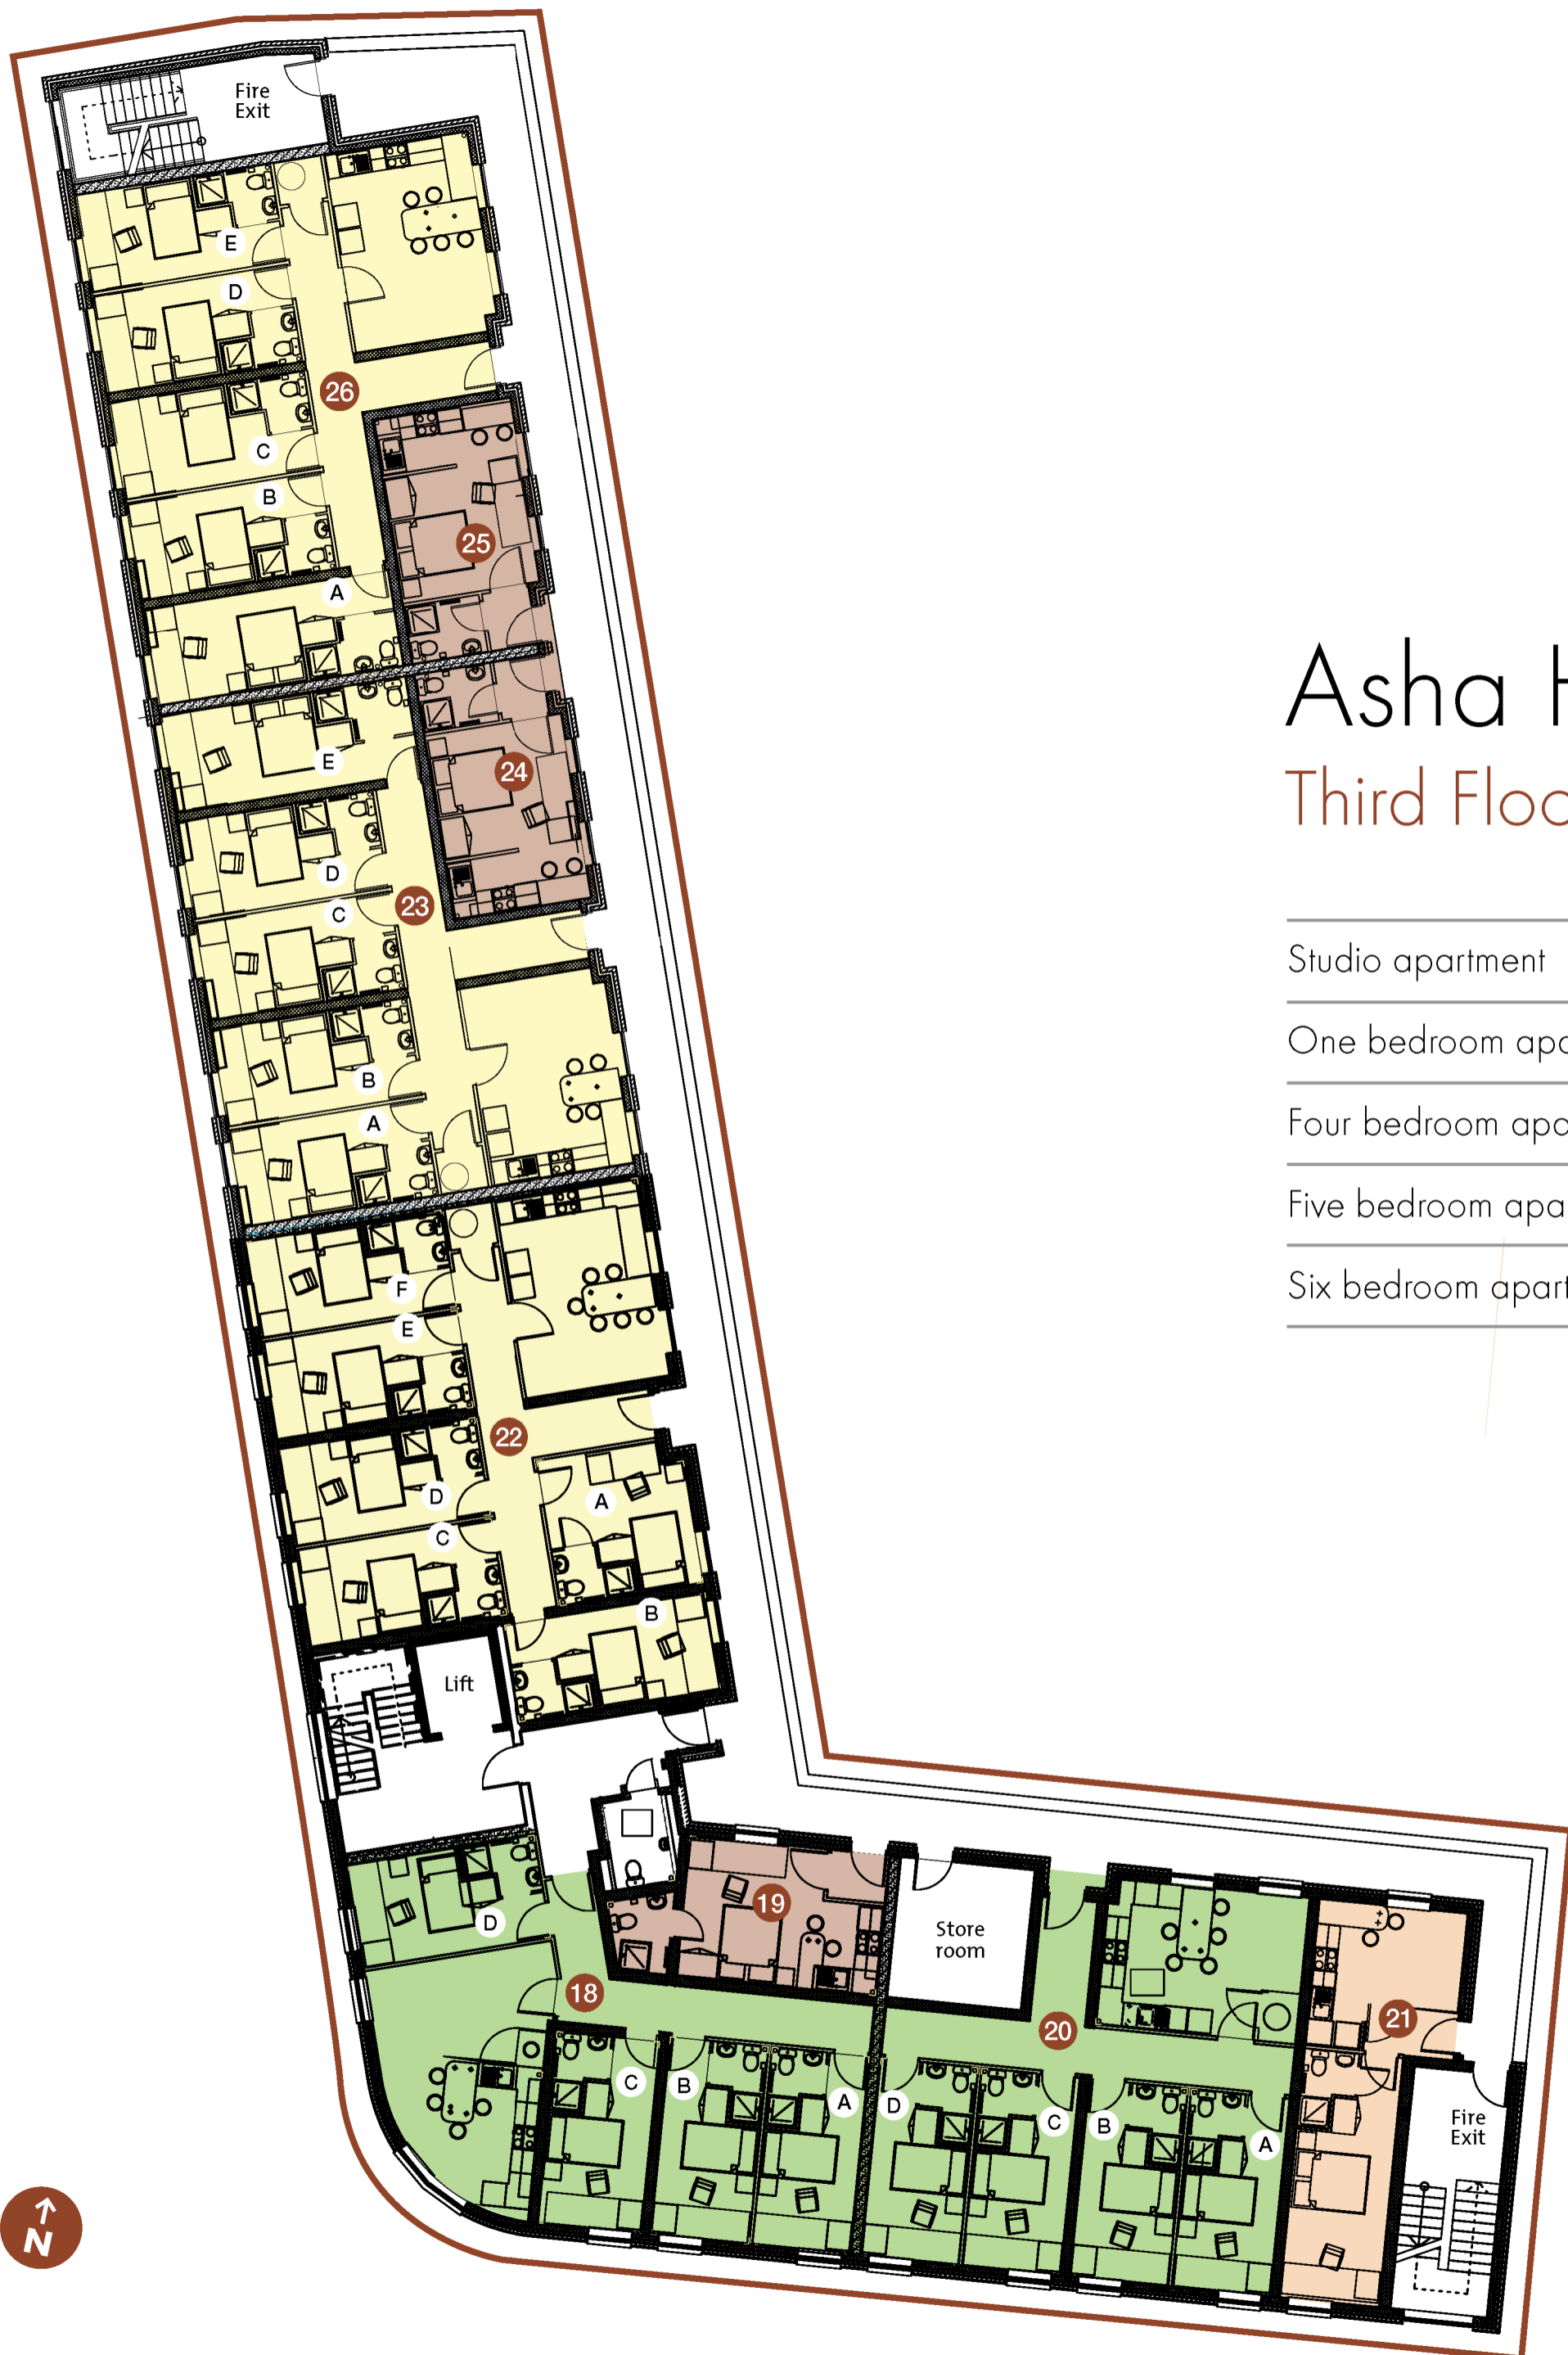 Fire
Exit
E
D
26
C
B
25
A
E
24
D
23
C
B
A
F
E
22
D
A
C
B
Lift
D
19
Store
room
18
20
21
C
B
A
D
C
B
A
Fire
Exit
N
Asha H
Third Floo
Studio apartment
One bedroom apa
Four bedroom apa
Five bedroom apa
Six bedroom apart